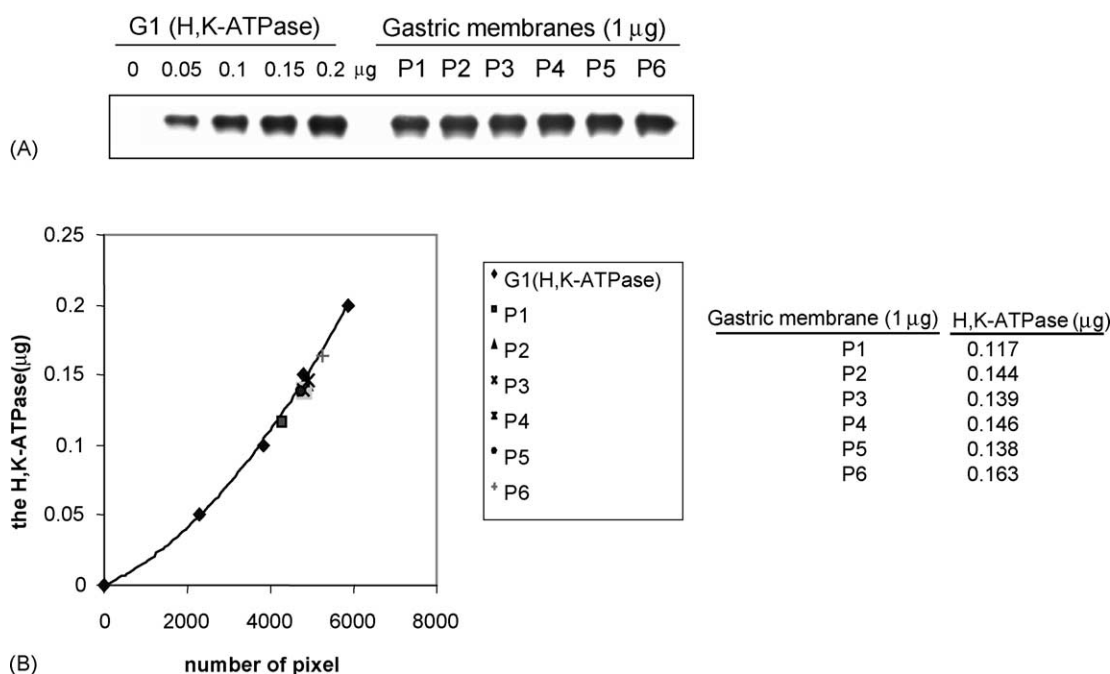 G1 (H,K-ATPase) Gastric membranes (1 μg)
0 0.05 0.1 0.15 0.2 μg P1 P2 P3 P4 P5 P6
(A)
0.25
0.2
0.15
0.1
0.05
0
the H,K-ATPase(μg)
0 2000 4000 6000 8000
number of pixel
(B)
G1(H,K-ATPase)
P1
P2
P3
P4
P5
P6
Gastric membrane (1 μg) H,K-ATPase (μg)
P1 0.117
P2 0.144
P3 0.139
P4 0.146
P5 0.138
P6 0.163